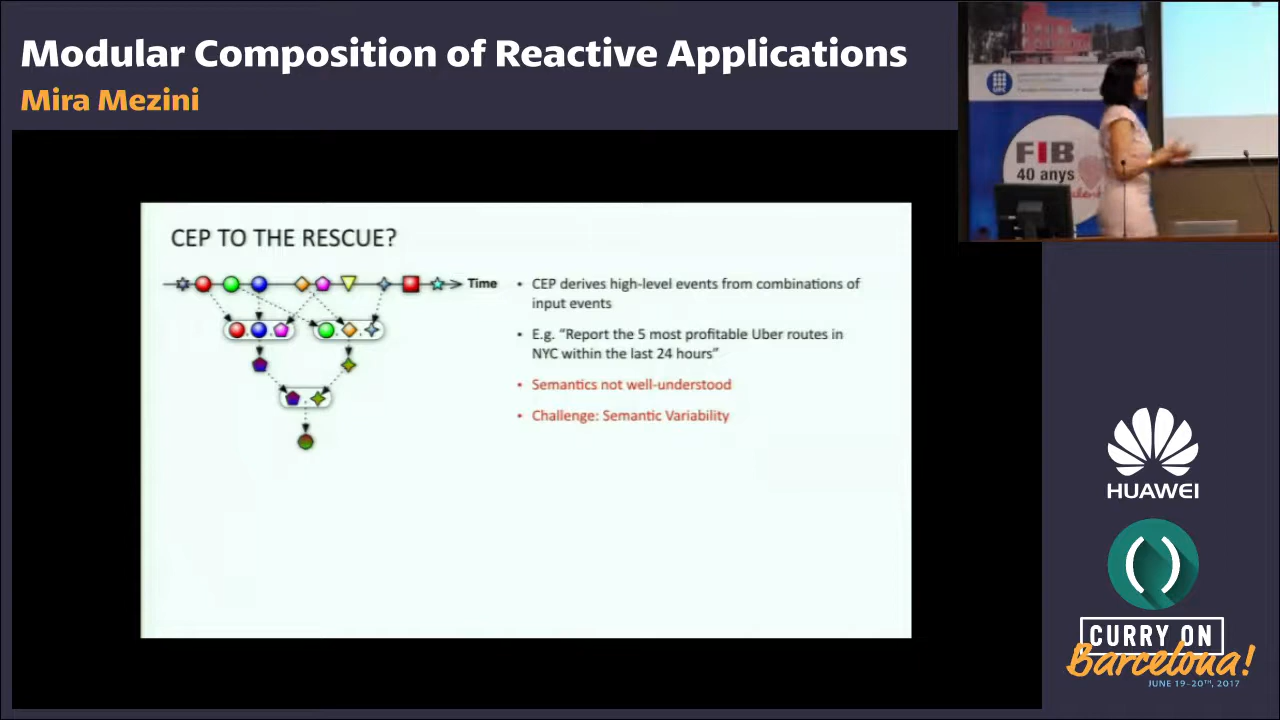 Modular Composition of Reactive Applications
Mira Mezini
FIB
40 anys
CEP TO THE RESCUE?
Time
• CEP derives high-level events from combinations of
input events
• E.g. "Report the 5 most profitable Uber routes in
NYC within the last 24 hours"
• Semantics not well-understood
• Challenge: Semantic Variability
HUAWEI
CURRY ON
Barcelona!
JUNE 19-20TH, 2017